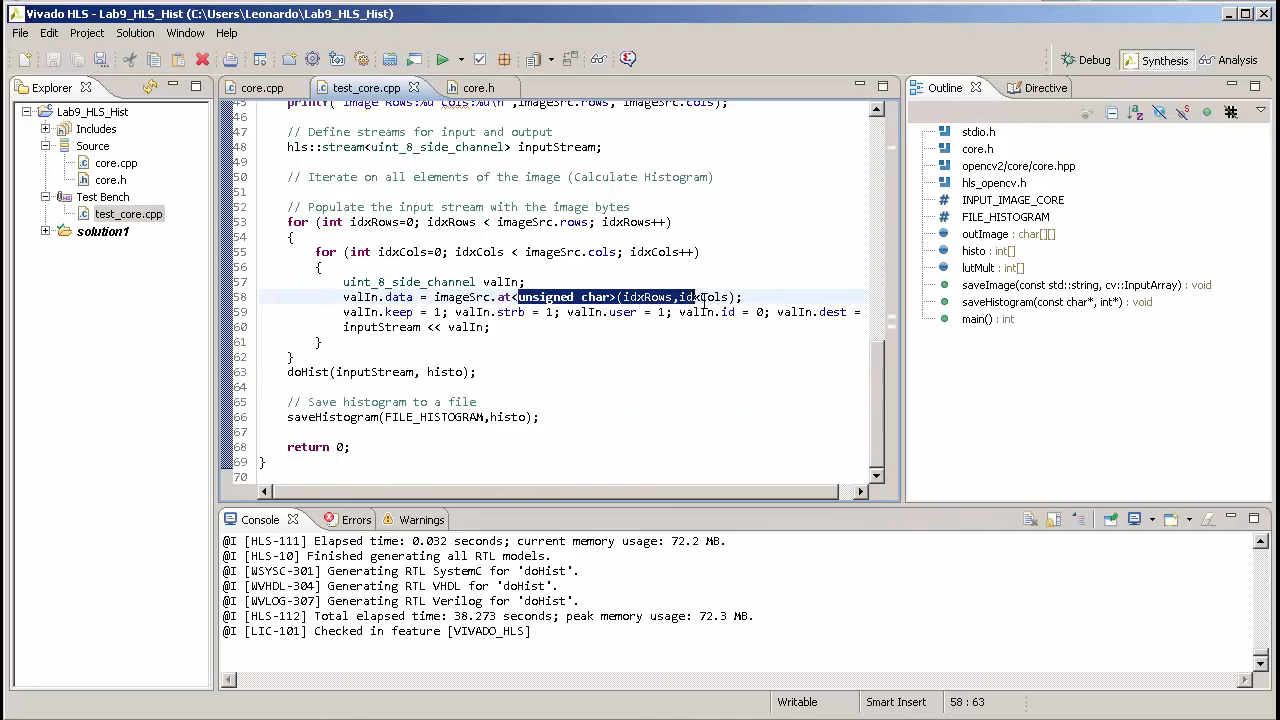 Vivado HLS - Lab9_HLS_Hist (C:\Users\Leonardo\Lab9_HLS_Hist)
File Edit Project Solution Window Help
Debug Synthesis Analysis
Explorer
Lab9_HLS_Hist
Includes
Source
core.cpp
core.h
Test Bench
test_core.cpp
solution1
core.cpp test_core.cpp core.h
45 printf("Image Rows:%u Cols:%u\n",imageSrc.rows, imageSrc.cols);
46
47 // Define streams for input and output
48 hls::stream<uint_8_side_channel> inputStream;
49
50 // Iterate on all elements of the image (Calculate Histogram)
51
52 // Populate the input stream with the image bytes
53 for (int idxRows=0; idxRows < imageSrc.rows; idxRows++)
54 {
55 for (int idxCols=0; idxCols < imageSrc.cols; idxCols++)
56 {
57 uint_8_side_channel valIn;
58 valIn.data = imageSrc.at<unsigned char>(idxRows,idxCols);
59 valIn.keep = 1; valIn.strb = 1; valIn.user = 1; valIn.id = 0; valIn.dest =
60 inputStream << valIn;
61 }
62 }
63 doHist(inputStream, histo);
64
65 // Save histogram to a file
66 saveHistogram(FILE_HISTOGRAM,histo);
67
68 return 0;
69 }
70
Outline Directive
stdio.h
core.h
opencv2/core/core.hpp
hls_opencv.h
INPUT_IMAGE_CORE
FILE_HISTOGRAM
outImage : char[][]
histo : int[]
lutMult : int[]
saveImage(const std::string, cv::InputArray) : void
saveHistogram(const char*, int*) : void
main() : int
Console Errors Warnings
@I [HLS-111] Elapsed time: 0.032 seconds; current memory usage: 72.2 MB.
@I [HLS-10] Finished generating all RTL models.
@I [WSYSC-301] Generating RTL SystemC for 'doHist'.
@I [WVHDL-304] Generating RTL VHDL for 'doHist'.
@I [WVLOG-307] Generating RTL Verilog for 'doHist'.
@I [HLS-112] Total elapsed time: 38.273 seconds; peak memory usage: 72.3 MB.
@I [LIC-101] Checked in feature [VIVADO_HLS]
Writable Smart Insert 58 : 63